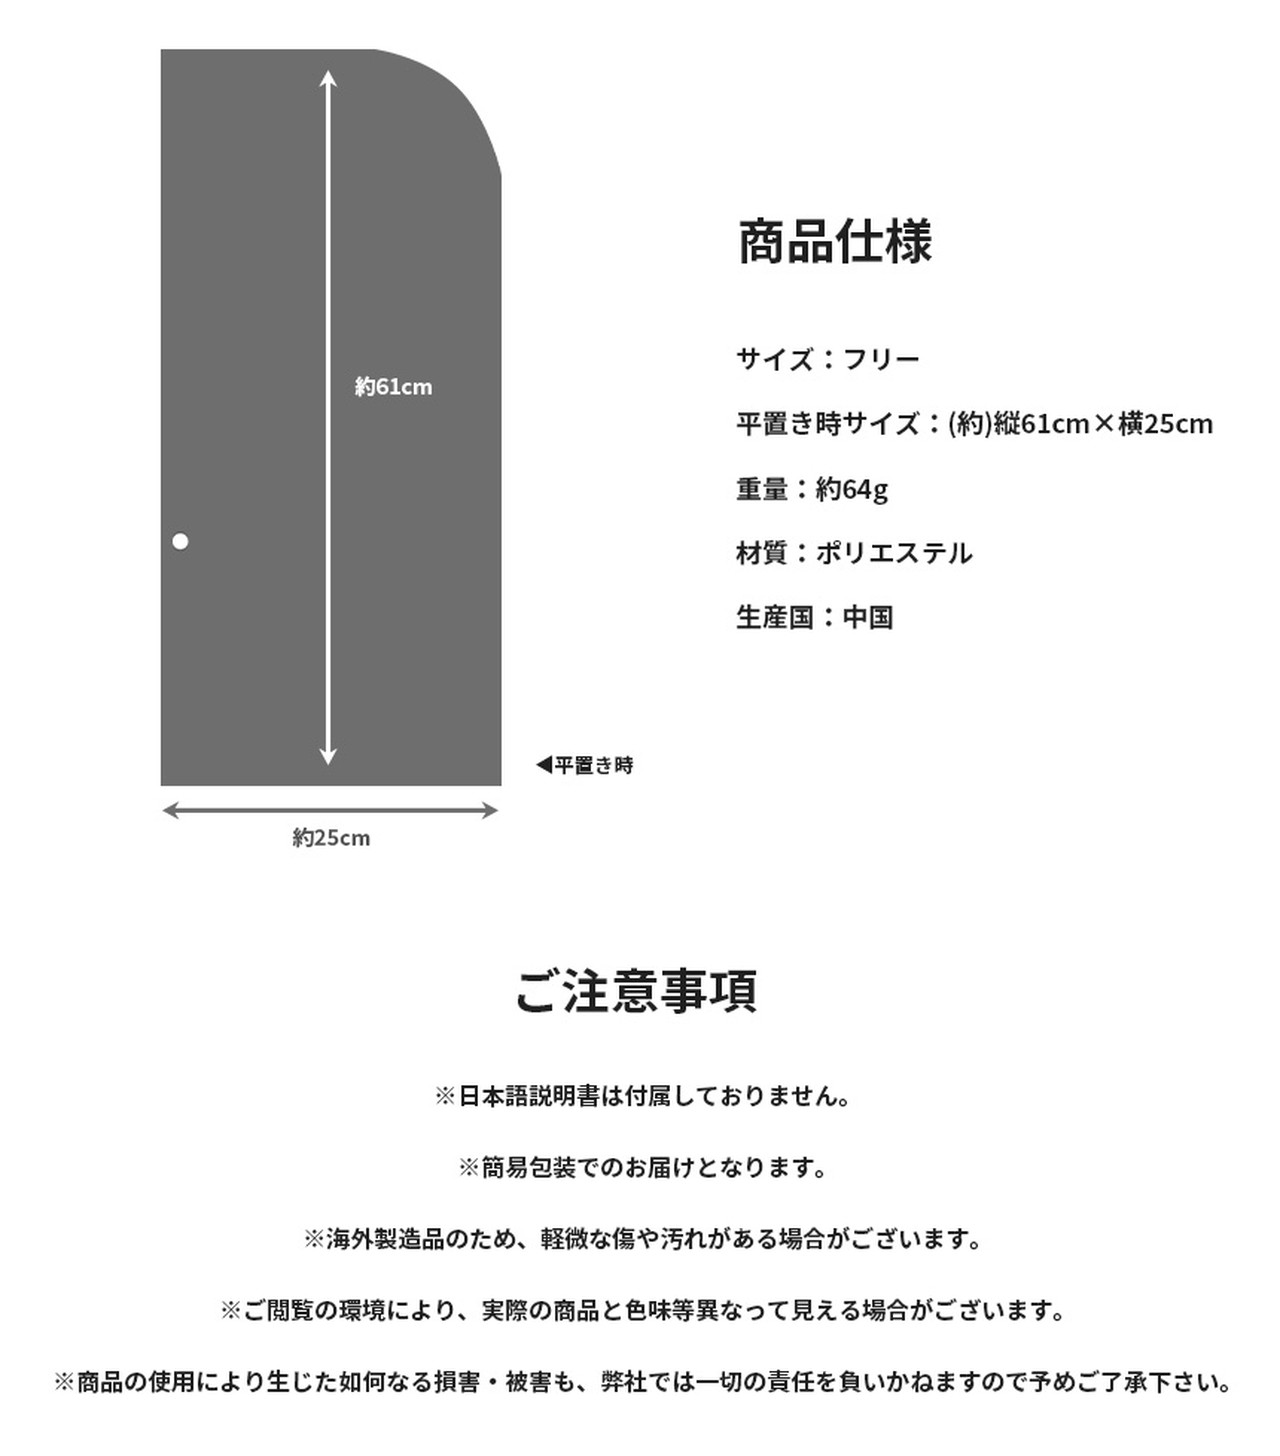 約61cm
◀平置き時
約25cm
商品仕様
サイズ：フリー
平置き時サイズ：(約)縦61cm×横25cm
重量：約64g
材質：ポリエステル
生産国：中国
ご注意事項
※日本語説明書は付属しておりません。
※簡易包装でのお届けとなります。
※海外製造品のため、軽微な傷や汚れがある場合がございます。
※ご閲覧の環境により、実際の商品と色味等異なって見える場合がございます。
※商品の使用により生じた如何なる損害・被害も、弊社では一切の責任を負いかねますので予めご了承下さい。